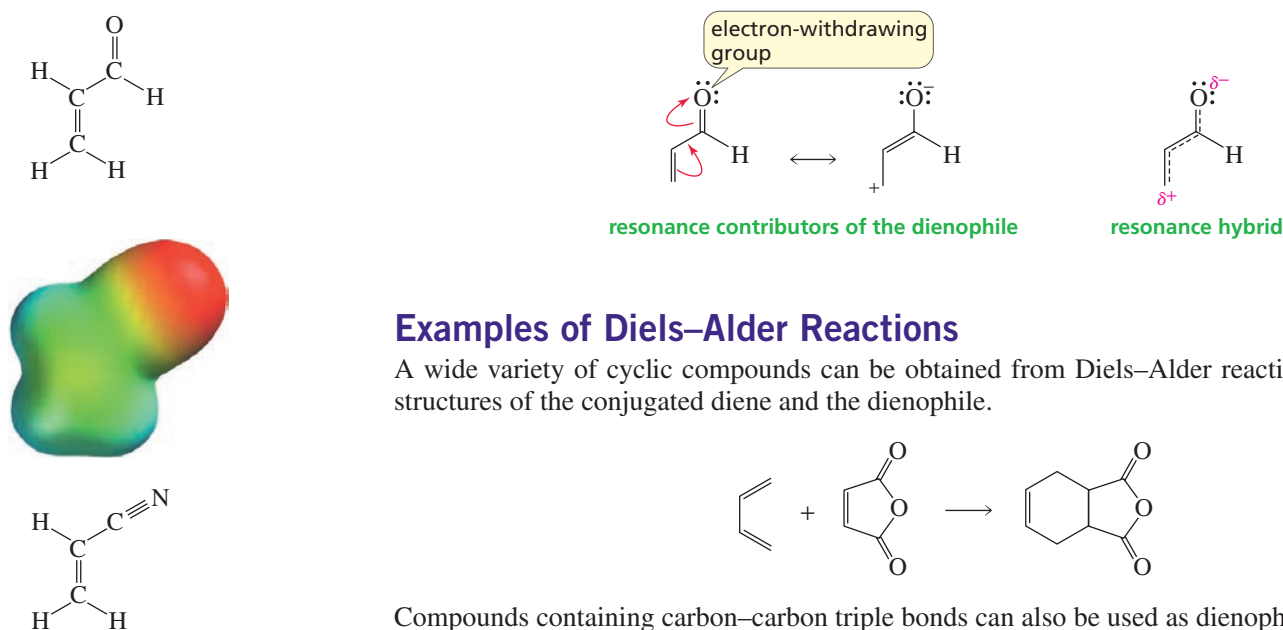 O
H
C
C
H
C
H
H
N
C
H
C
C
H
H
electron-withdrawing
group
O
H
O
−
H
+
O
δ−
H
δ+
resonance contributors of the dienophile
resonance hybrid
Examples of Diels–Alder Reactions
A wide variety of cyclic compounds can be obtained from Diels–Alder reacti
structures of the conjugated diene and the dienophile.
+
O
O
O
O
O
O
Compounds containing carbon–carbon triple bonds can also be used as dienoph